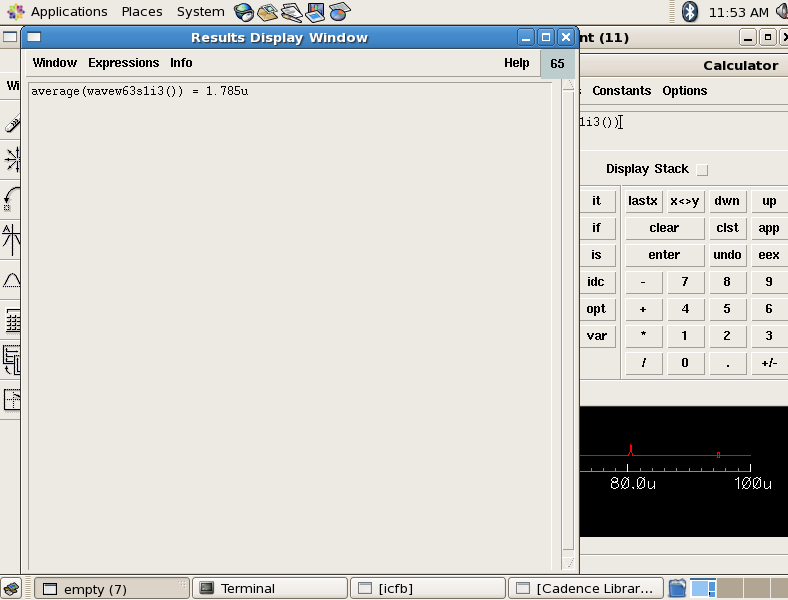 Applications Places System
11:53 AM
Results Display Window
nt (11)
Window Expressions Info Help 65
average(wavew63s1i3()) = 1.785u
Wi
Calculator
Constants Options
1i3())
Display Stack
it lastx x<>y dwn up
if clear clst app
is enter undo eex
idc - 7 8 9
opt + 4 5 6
var * 1 2 3
/ 0 . +/-
80.0u 100u
empty (7) Terminal [icfb] [Cadence Librar...